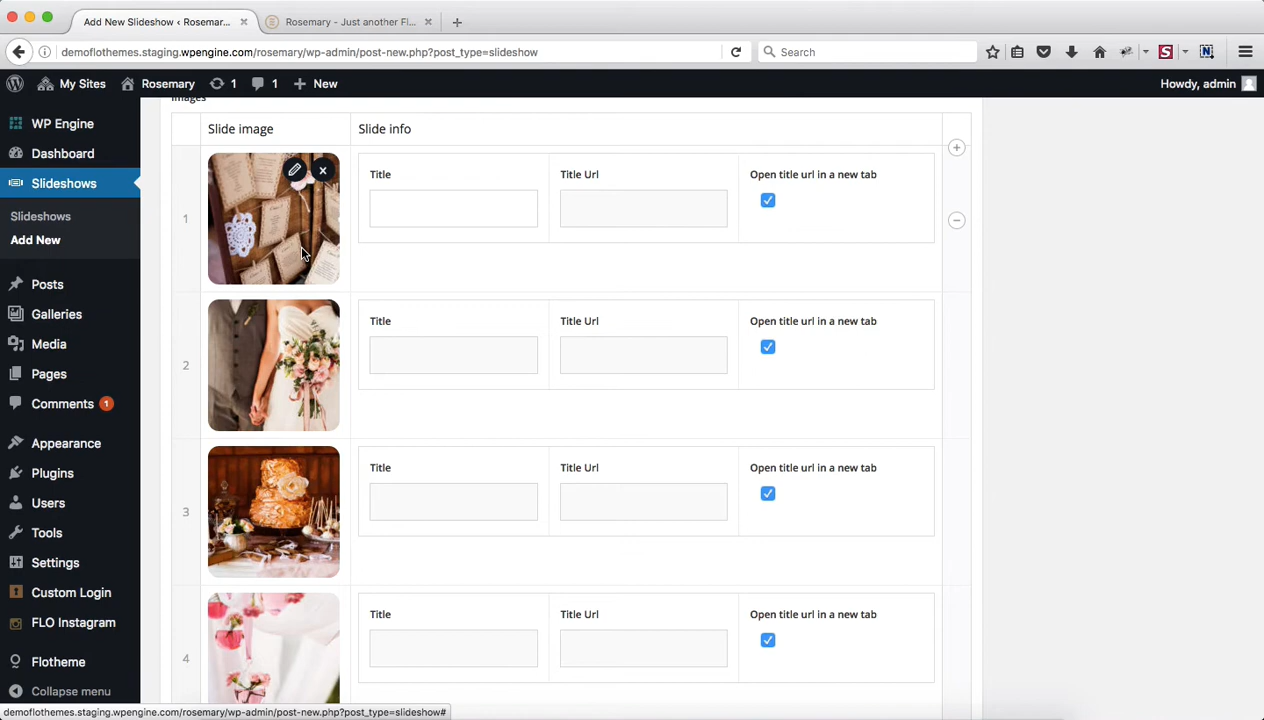 Add New Slideshow ‹ Rosemar...
Rosemary - Just another Fl...
demoflothemes.staging.wpengine.com/rosemary/wp-admin/post-new.php?post_type=slideshow
Search
My Sites
Rosemary
1
1
New
Howdy, admin
WP Engine
Dashboard
Slideshows
Slideshows
Add New
Posts
Galleries
Media
Pages
Comments 1
Appearance
Plugins
Users
Tools
Settings
Custom Login
FLO Instagram
Flotheme
Collapse menu
Images
Slide image
Slide info
1
Title
Title Url
Open title url in a new tab
2
Title
Title Url
Open title url in a new tab
3
Title
Title Url
Open title url in a new tab
4
Title
Title Url
Open title url in a new tab
demoflothemes.staging.wpengine.com/rosemary/wp-admin/post-new.php?post_type=slideshow#